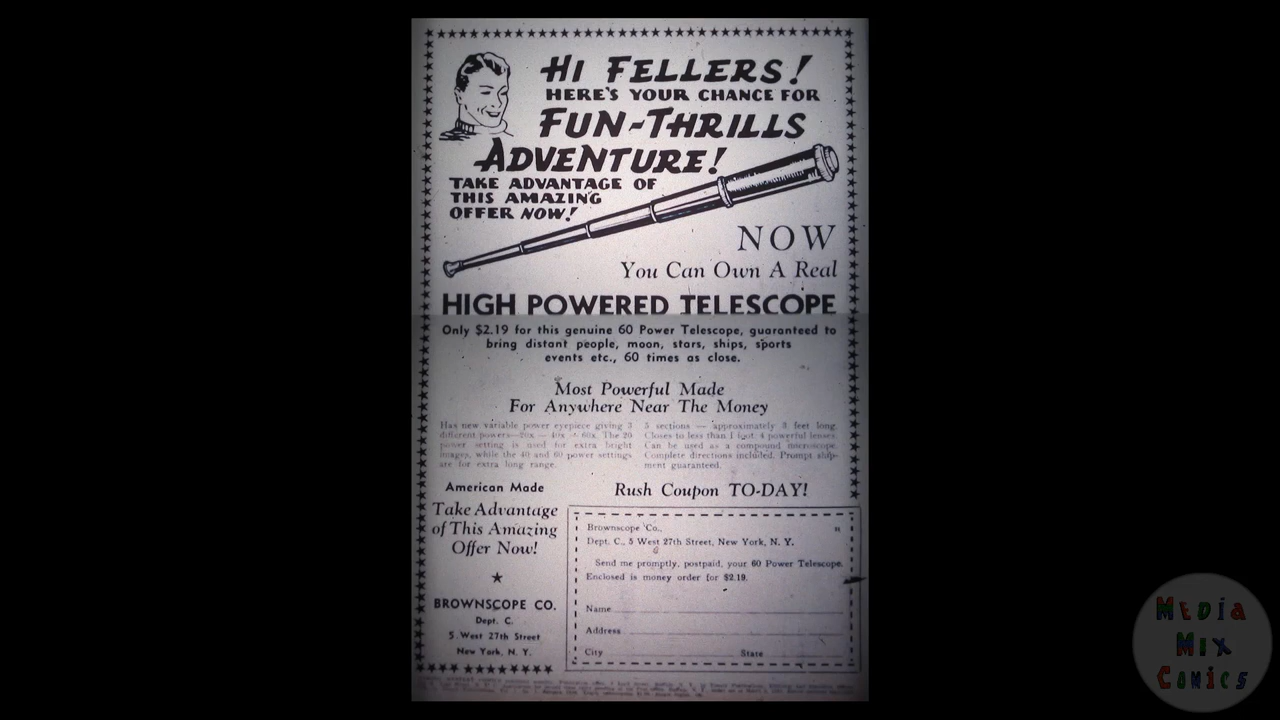 HI FELLERS!
HERE'S YOUR CHANCE FOR
FUN-THRILLS
ADVENTURE!
TAKE ADVANTAGE OF
THIS AMAZING
OFFER NOW!
NOW
You Can Own A Real
HIGH POWERED TELESCOPE
Only $2.19 for this genuine 60 Power Telescope, guaranteed to
bring distant people, moon, stars, ships, sports
events etc., 60 times as close.
Most Powerful Made
For Anywhere Near The Money
Has new variable power eyepiece giving 3
different powers—20x — 40x 60x. The 20
power setting is used for extra bright
images, while the 40 and 60 power settings
are for extra long range.
5 sections — approximately 3 feet long.
Closes to less than 1 foot. 4 powerful lenses.
Can be used as a compound microscope.
Complete directions included. Prompt ship-
ment guaranteed.
American Made
Take Advantage
of This Amazing
Offer Now!
BROWNSCOPE CO.
Dept. C.
5 West 27th Street
New York, N. Y.
Rush Coupon TO-DAY!
Brownscope Co.,
Dept. C., 5 West 27th Street, New York, N. Y.
Send me promptly, postpaid, your 60 Power Telescope.
Enclosed is money order for $2.19.
Name
Address
City State
MEDIA
MIX
COMICS